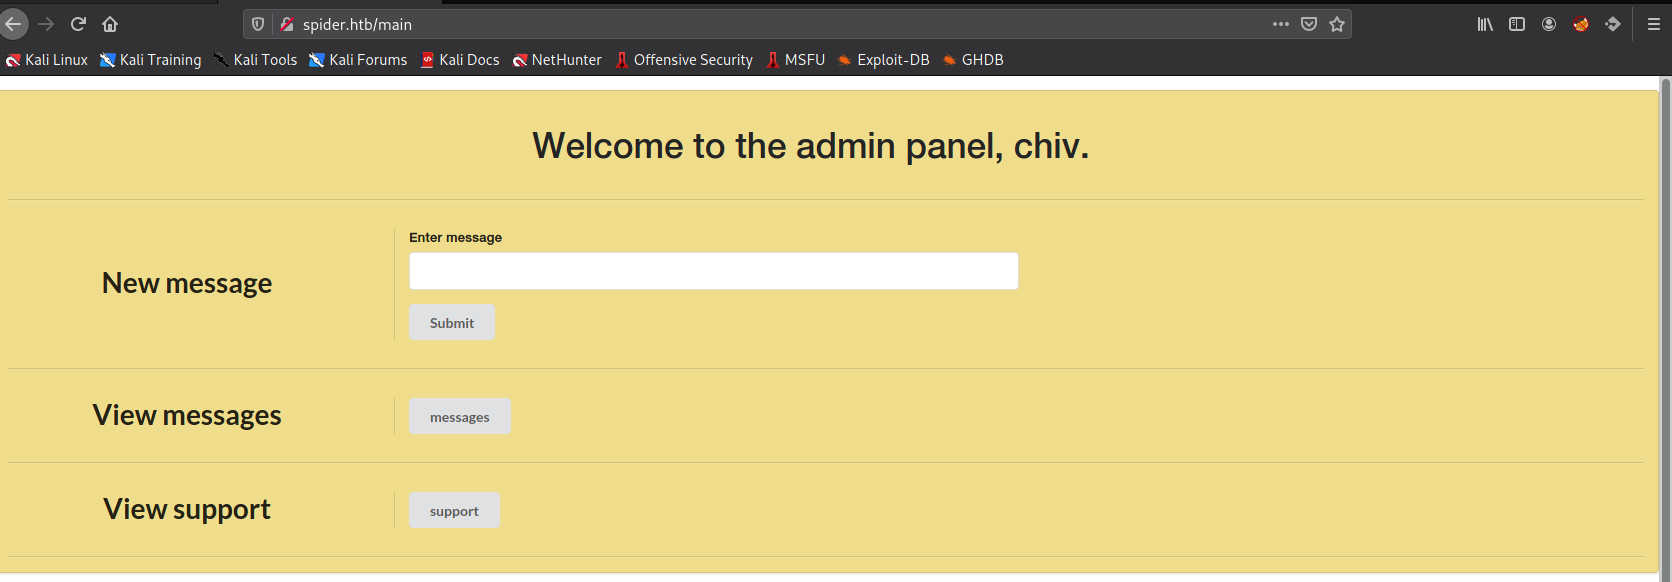 spider.htb/main
Kali Linux Kali Training Kali Tools Kali Forums Kali Docs NetHunter Offensive Security MSFU Exploit-DB GHDB
Welcome to the admin panel, chiv.
Enter message
New message
Submit
View messages
messages
View support
support